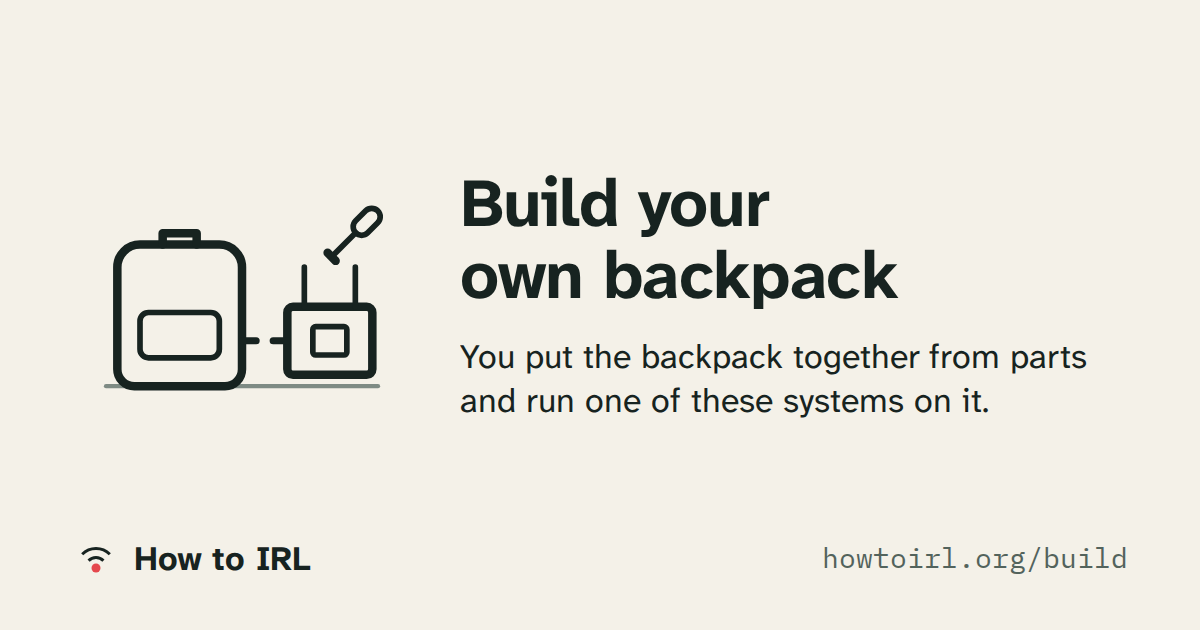 Build your
own backpack
You put the backpack together from parts
and run one of these systems on it.
How to IRL
howtoirl.org/build